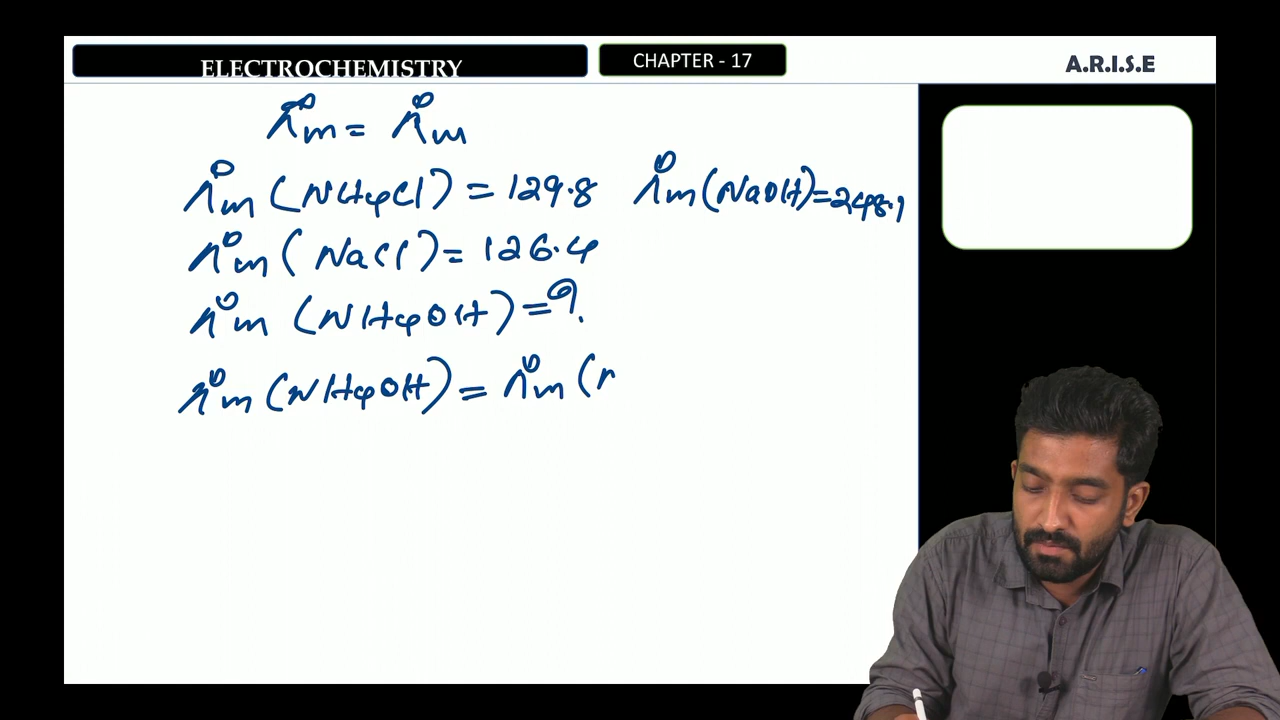 ELECTROCHEMISTRY
CHAPTER - 17
A.R.I.S.E
Λ°m = Λ°m
Λ°m (NH4Cl) = 129.8 Λ°m (NaOH) = 248.1
Λ°m (NaCl) = 126.4
Λ°m (NH4OH) = ?
Λ°m (NH4OH) = Λ°m (